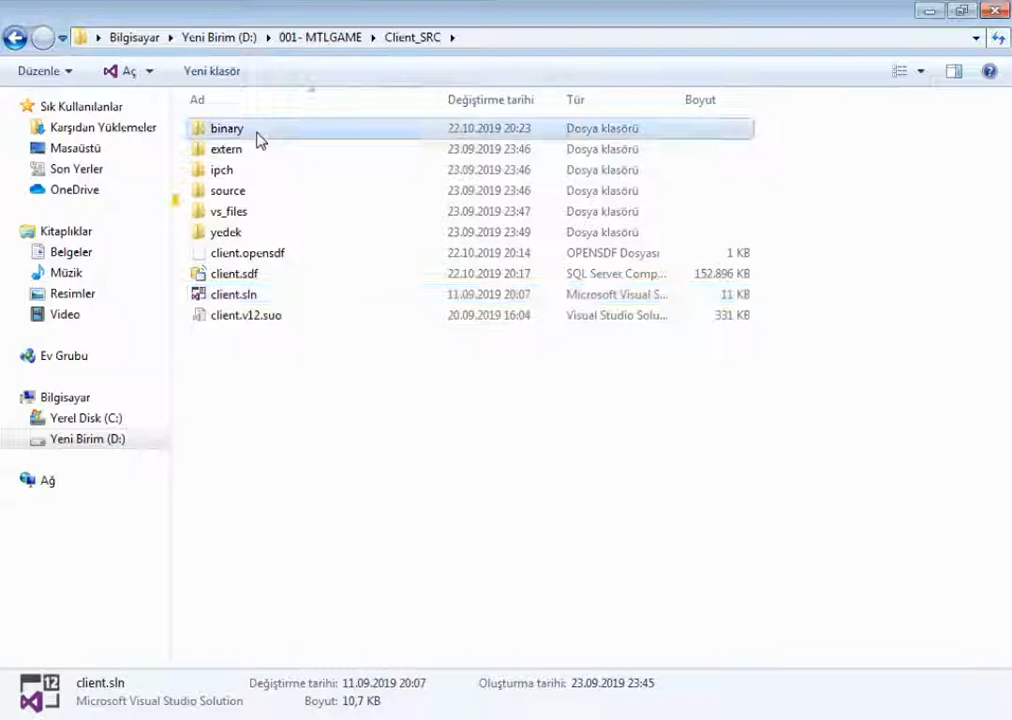 Bilgisayar ▸ Yeni Birim (D:) ▸ 001- MTLGAME ▸ Client_SRC
Düzenle Aç Yeni klasör
Ad Değiştirme tarihi Tür Boyut
Sık Kullanılanlar
Karşıdan Yüklemeler
Masaüstü
Son Yerler
OneDrive
Kitaplıklar
Belgeler
Müzik
Resimler
Video
Ev Grubu
Bilgisayar
Yerel Disk (C:)
Yeni Birim (D:)
Ağ
binary 22.10.2019 20:23 Dosya klasörü
extern 23.09.2019 23:46 Dosya klasörü
ipch 23.09.2019 23:46 Dosya klasörü
source 23.09.2019 23:46 Dosya klasörü
vs_files 23.09.2019 23:47 Dosya klasörü
yedek 23.09.2019 23:49 Dosya klasörü
client.opensdf 22.10.2019 20:14 OPENSDF Dosyası 1 KB
client.sdf 22.10.2019 20:17 SQL Server Comp... 152.896 KB
client.sln 11.09.2019 20:07 Microsoft Visual S... 11 KB
client.v12.suo 20.09.2019 16:04 Visual Studio Solu... 331 KB
12
client.sln Değiştirme tarihi: 11.09.2019 20:07 Oluşturma tarihi: 23.09.2019 23:45
Microsoft Visual Studio Solution Boyut: 10,7 KB